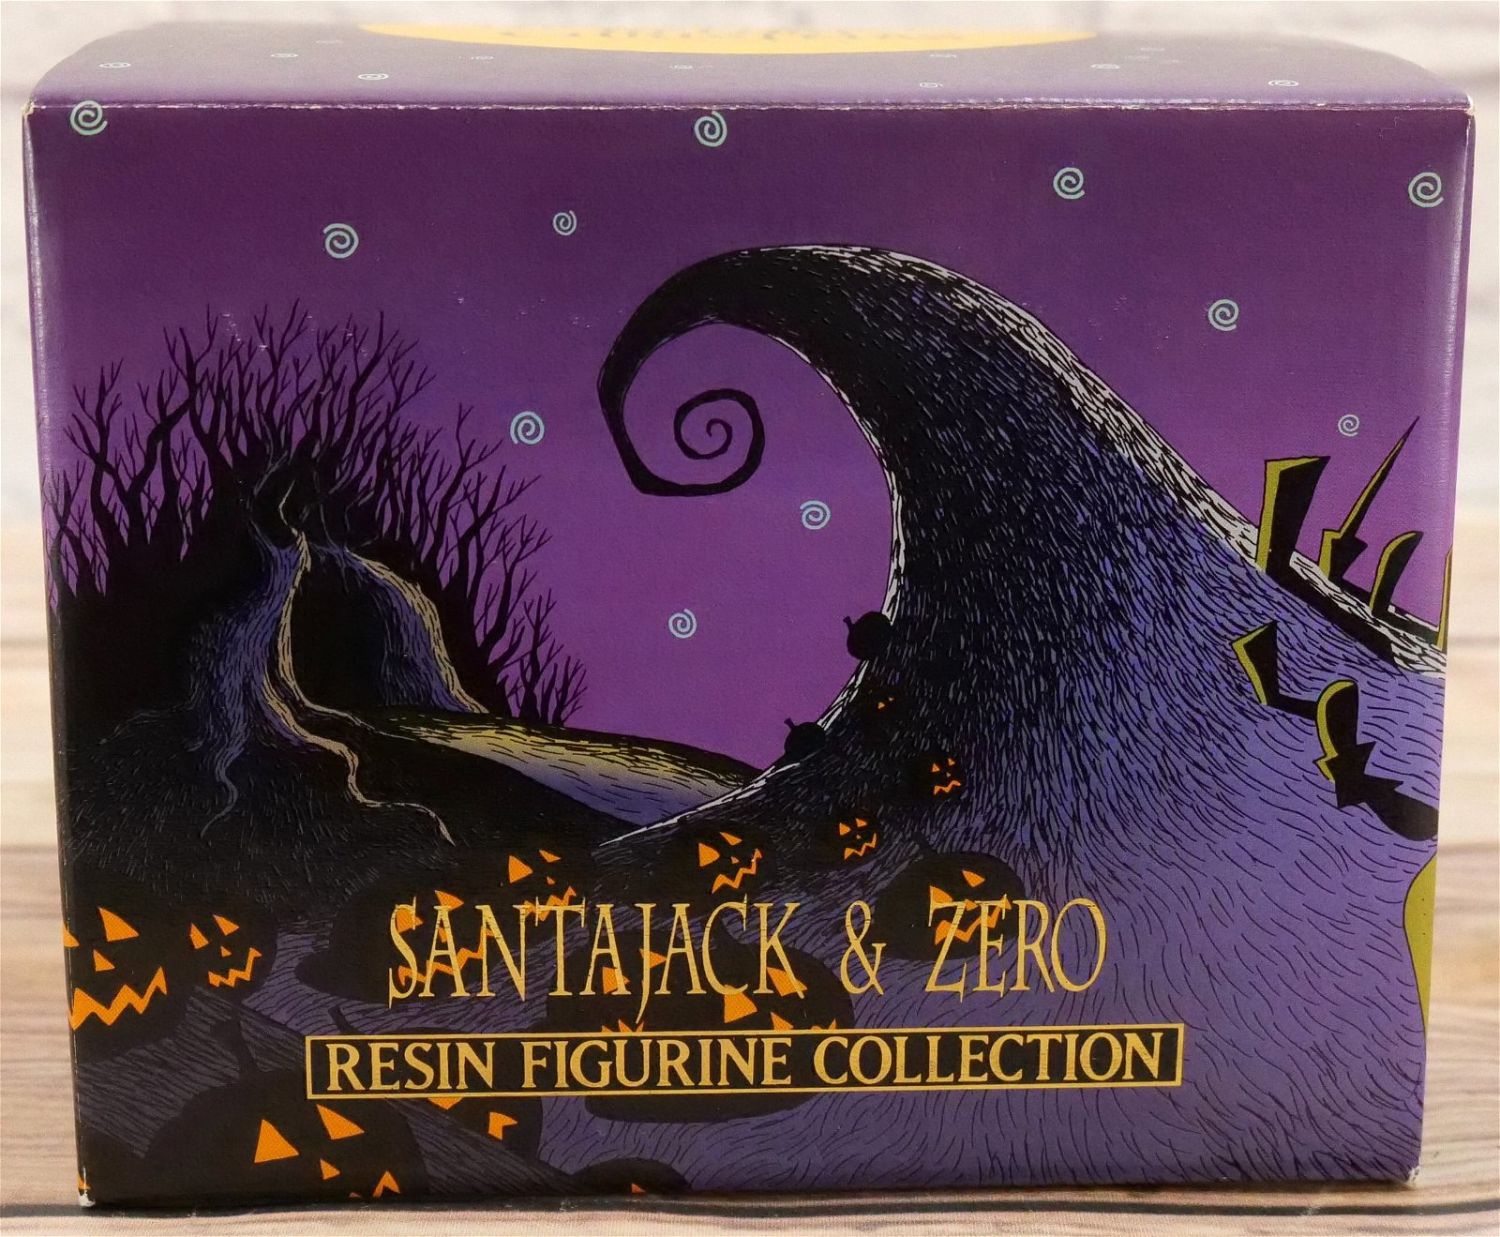 SANTAJACK & ZERO
RESIN FIGURINE COLLECTION